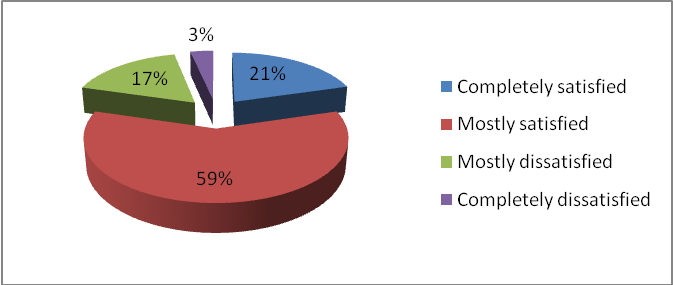 3%
17%
21%
59%
Completely satisfied
Mostly satisfied
Mostly dissatisfied
Completely dissatisfied